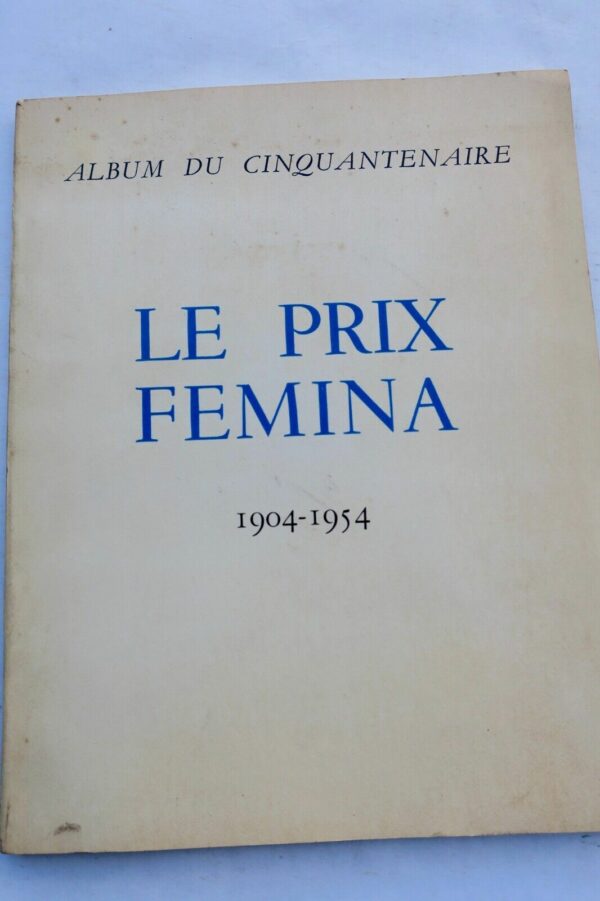 ALBUM DU CINQUANTENAIRE
LE PRIX
FEMINA
1904-1954